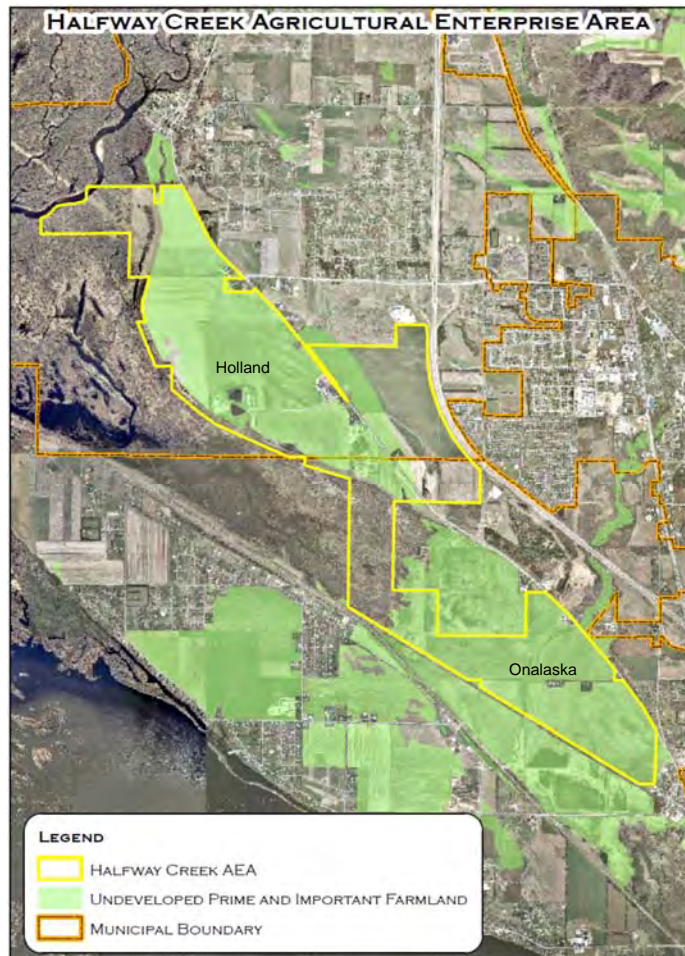 HALFWAY CREEK AGRICULTURAL ENTERPRISE AREA
Holland
Onalaska
LEGEND
HALFWAY CREEK AEA
UNDEVELOPED PRIME AND IMPORTANT FARMLAND
MUNICIPAL BOUNDARY